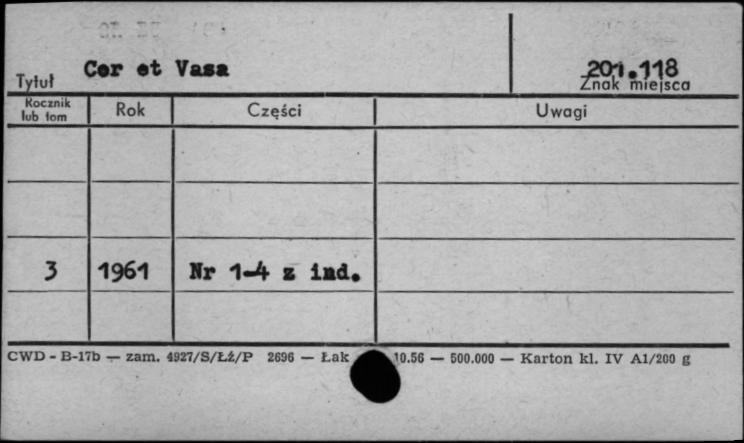 Tytuł Cor et Vasa 201.118
Znak miejsca
Rocznik lub tom Rok Części Uwagi
3 1961 Nr 1-4 z ind.
CWD - B-17b — zam. 4927/S/Łż/P 2696 — Łak 10.56 — 500.000 — Karton kl. IV A1/200 g